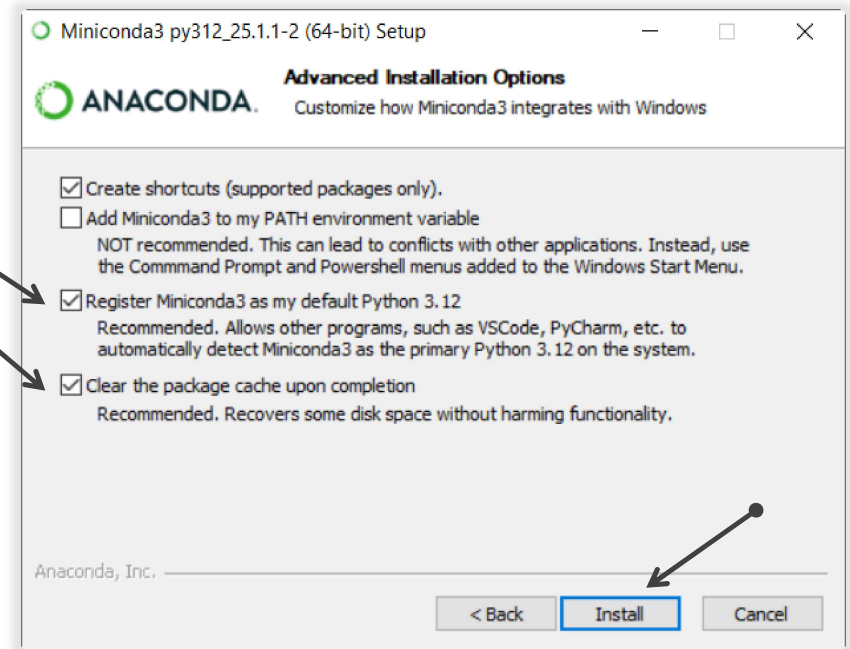 Miniconda3 py312_25.1.1-2 (64-bit) Setup
ANACONDA.
Advanced Installation Options
Customize how Miniconda3 integrates with Windows
Create shortcuts (supported packages only).
Add Miniconda3 to my PATH environment variable
NOT recommended. This can lead to conflicts with other applications. Instead, use
the Commmand Prompt and Powershell menus added to the Windows Start
Menu.
Register Miniconda3 as my default Python 3.12
Recommended. Allows other programs, such as VSCode, PyCharm, etc. to
automatically detect Miniconda3 as the primary Python 3.12 on the system.
Clear the package cache upon completion
Recommended. Recovers some disk space without harming functionality.
Anaconda, Inc.
< Back
Install
Cancel